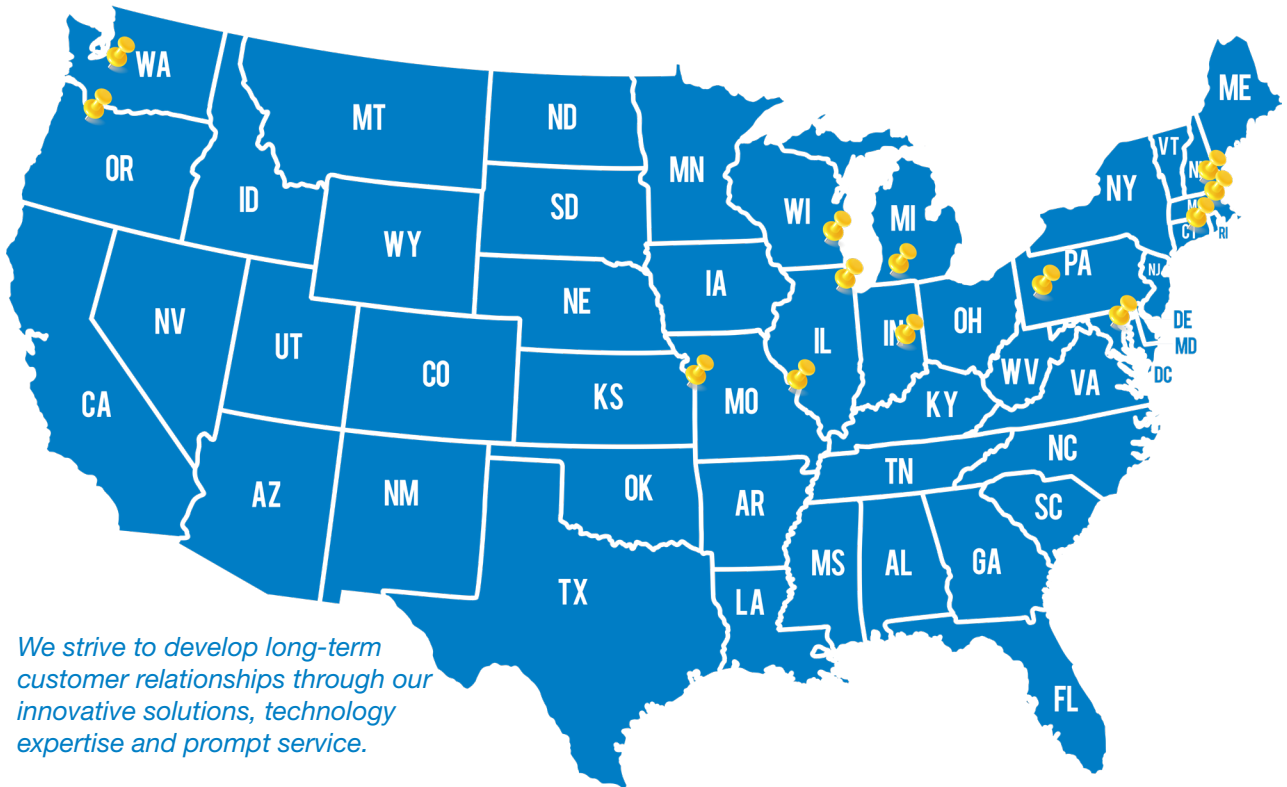 WA
ME
MT
ND
VT
OR
MN
NY
ID
SD
WI
MI
WY
CT
RI
PA
IA
NJ
NE
NV
OH
IL
IN
DE
UT
MD
CO
WV
DC
VA
KS
MO
KY
CA
NC
TN
AZ
NM
OK
AR
SC
MS
AL
GA
TX
LA
FL
We strive to develop long-term
customer relationships through our
innovative solutions, technology
expertise and prompt service.